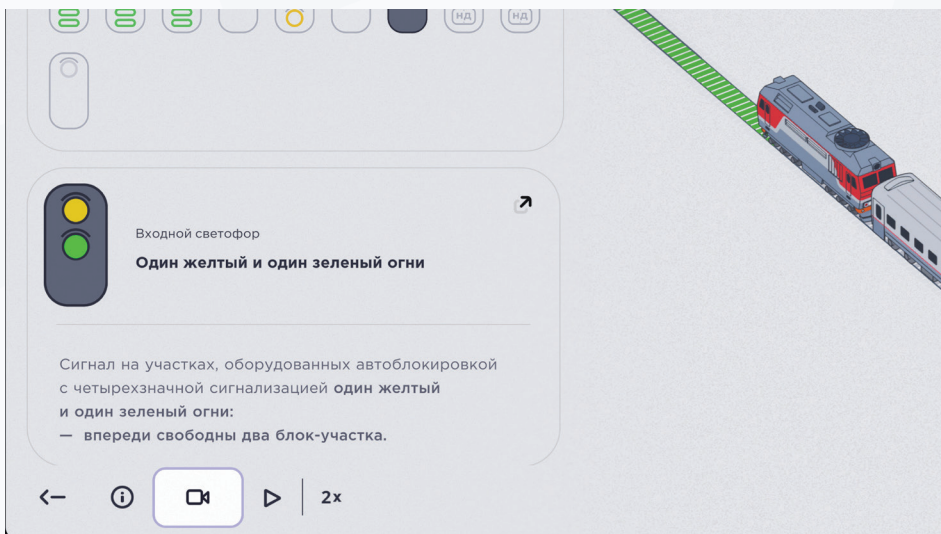 НД НД
Входной светофор
Один желтый и один зеленый огни
Сигнал на участках, оборудованных автоблокировкой
с четырехзначной сигнализацией один желтый
и один зеленый огни:
— впереди свободны два блок-участка.
2x